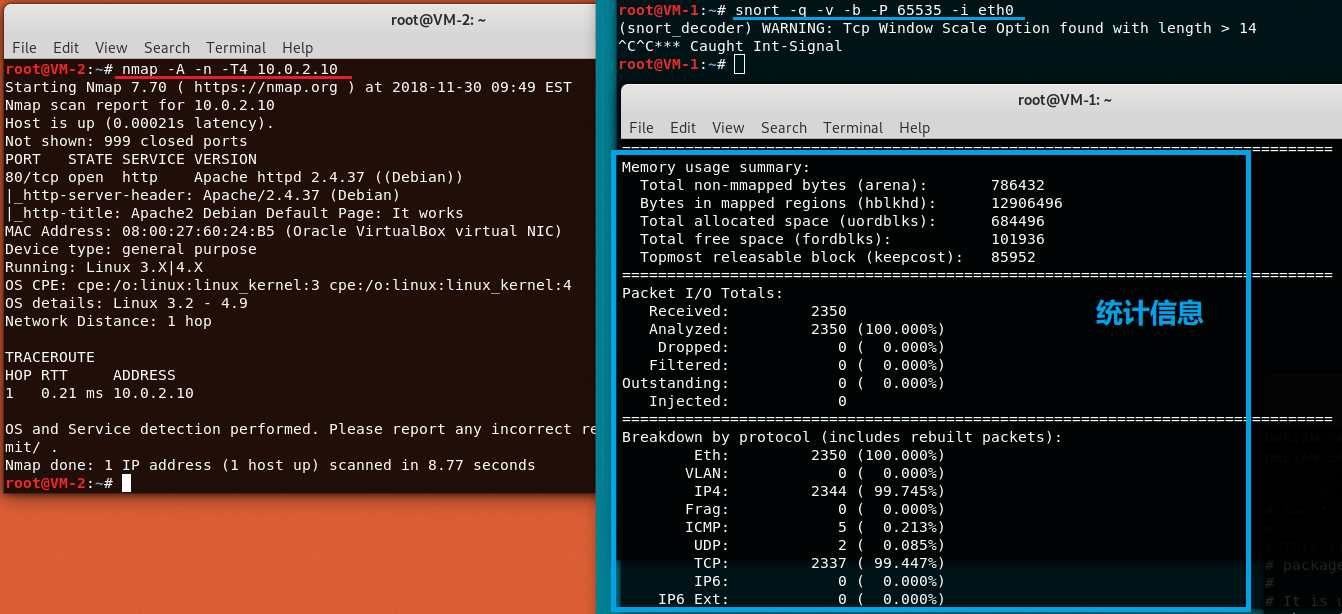 root@VM-2: ~
File Edit View Search Terminal Help
root@VM-2:~# nmap -A -n -T4 10.0.2.10
Starting Nmap 7.70 ( https://nmap.org ) at 2018-11-30 09:49 EST
Nmap scan report for 10.0.2.10
Host is up (0.00021s latency).
Not shown: 999 closed ports
PORT   STATE SERVICE VERSION
80/tcp open  http    Apache httpd 2.4.37 ((Debian))
|_http-server-header: Apache/2.4.37 (Debian)
|_http-title: Apache2 Debian Default Page: It works
MAC Address: 08:00:27:60:24:B5 (Oracle VirtualBox virtual NIC)
Device type: general purpose
Running: Linux 3.X|4.X
OS CPE: cpe:/o:linux:linux_kernel:3 cpe:/o:linux:linux_kernel:4
OS details: Linux 3.2 - 4.9
Network Distance: 1 hop
TRACEROUTE
HOP RTT     ADDRESS
1   0.21 ms 10.0.2.10
OS and Service detection performed. Please report any incorrect re
mit/ .
Nmap done: 1 IP address (1 host up) scanned in 8.77 seconds
root@VM-2:~#
root@VM-1:~# snort -q -v -b -P 65535 -i eth0
(snort_decoder) WARNING: Tcp Window Scale Option found with length > 14
^C^C*** Caught Int-Signal
root@VM-1:~#
root@VM-1: ~
File Edit View Search Terminal Help
===============================================================================
Memory usage summary:
  Total non-mmapped bytes (arena):       786432
  Bytes in mapped regions (hblkhd):      12906496
  Total allocated space (uordblks):      684496
  Total free space (fordblks):           101936
  Topmost releasable block (keepcost):   85952
===============================================================================
Packet I/O Totals:
   Received:         2350
   Analyzed:         2350 (100.000%)
    Dropped:            0 (  0.000%)
   Filtered:            0 (  0.000%)
Outstanding:            0 (  0.000%)
   Injected:            0
统计信息
===============================================================================
Breakdown by protocol (includes rebuilt packets):
        Eth:         2350 (100.000%)
       VLAN:            0 (  0.000%)
        IP4:         2344 ( 99.745%)
       Frag:            0 (  0.000%)
       ICMP:            5 (  0.213%)
        UDP:            2 (  0.085%)
        TCP:         2337 ( 99.447%)
        IP6:            0 (  0.000%)
    IP6 Ext:            0 (  0.000%)
# package
#
# It is